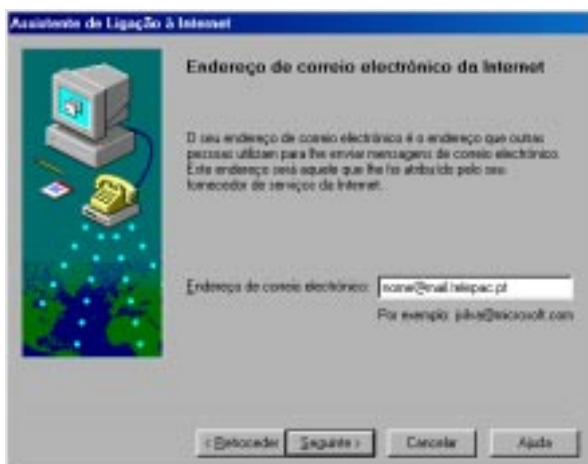 Assistente de Ligação à Internet
Endereço de correio electrónico da Internet
O seu endereço de correio electrónico é o endereço que outras
pessoas utilizam para lhe enviar mensagens de correio electrónico.
Este endereço será aquele que lhe foi atribuído pelo seu
fornecedor de serviços da Internet.
Endereço de correio electrónico: nome@mail.telepac.pt
Por exemplo: jsilva@microsoft.com
< Retroceder Seguinte > Cancelar Ajuda